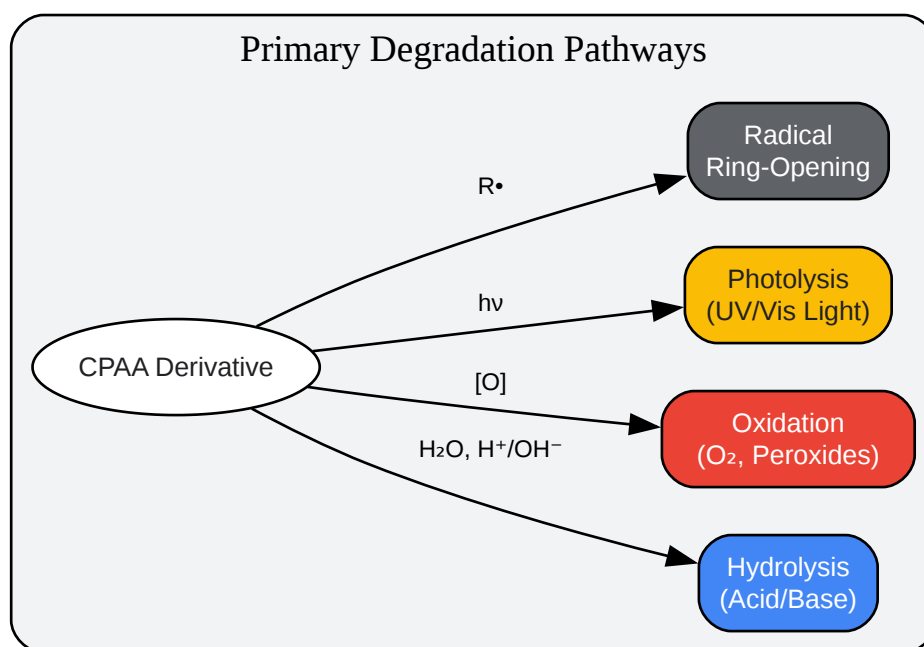 Primary Degradation Pathways
Radical
Ring-Opening
R•
Photolysis
(UV/Vis Light)
hν
CPAA Derivative
[O]
Oxidation
(O₂, Peroxides)
H₂O, H⁺/OH⁻
Hydrolysis
(Acid/Base)